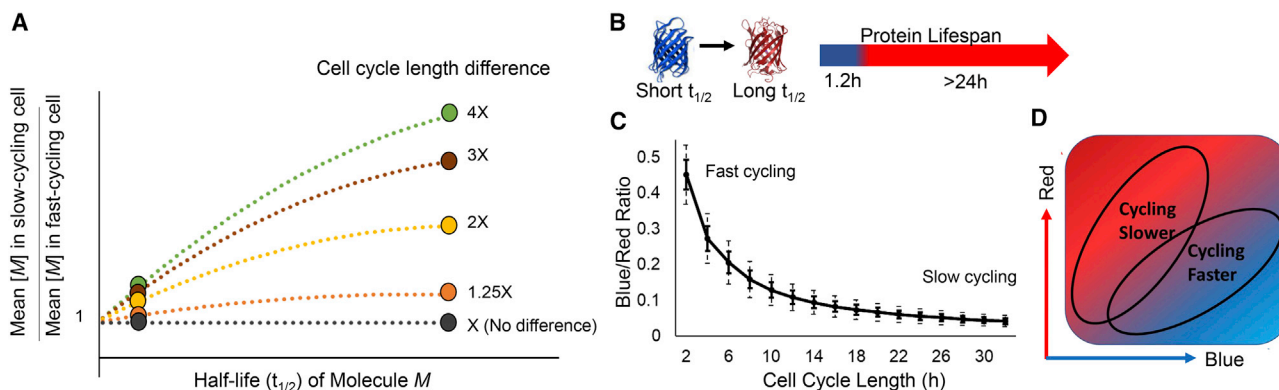 A
Cell cycle length difference
4X
3X
2X
1.25X
X (No difference)
Mean [M] in slow-cycling cell
Mean [M] in fast-cycling cell
1
Half-life (t1/2) of Molecule M
B
Short t1/2
Long t1/2
Protein Lifespan
1.2h
>24h
C
Blue/Red Ratio
0.5
0.4
0.3
0.2
0.1
0
Fast cycling
Slow cycling
2 6 10 14 18 22 26 30
Cell Cycle Length (h)
D
Red
Cycling
Slower
Cycling
Faster
Blue